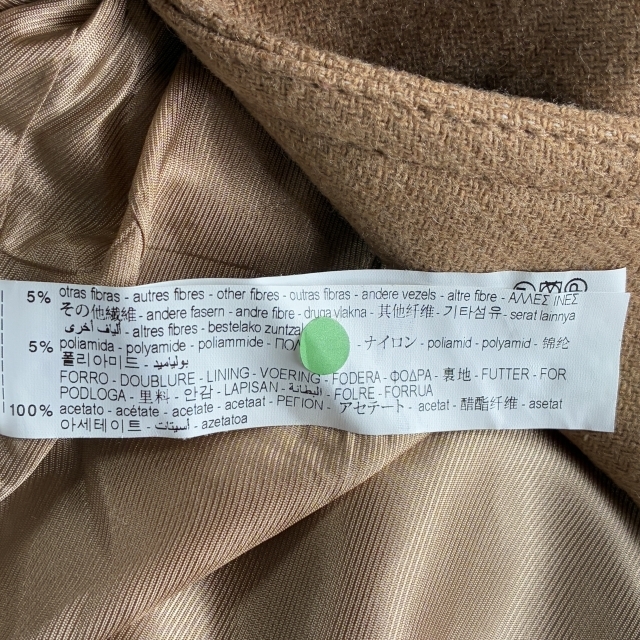 5% otras fibras - autres fibres - other fibres - outras fibras - andere vezels - altre fibre - ΑΛΛΕΣ ΙΝΕΣ
その他繊維 - andere fasern - andre fibre - druga vlakna - 其他纤维 - 기타섬유 - serat lainnya
ألياف أخرى - altres fibres - bestelako zuntzak
5% poliamida - polyamide - poliammide - - ナイロン - poliamid - polyamid - 锦纶
폴리아미드 - بوليأميد
FORRO - DOUBLURE - LINING - VOERING - FODERA - ΦΟΔΡΑ - 裏地 - FUTTER - FOR
PODLOGA - 里料 - 안감 - LAPISAN - البطانة - FOLRE - FORRUA
100% acetato - acétate - acetate - acetaat - ΡΕΓΙΟΝ - アセテート - acetat - 醋酯纤维 - asetat
아세테이트 - أسيتات - azetatoa